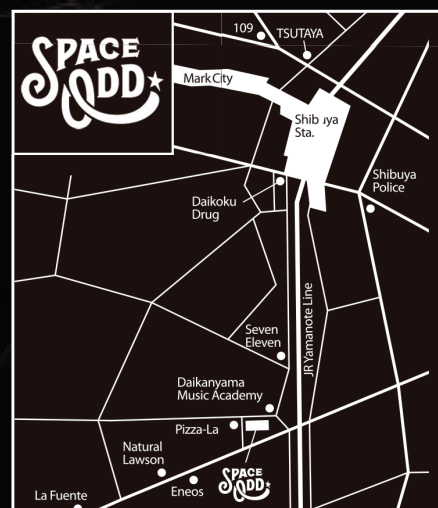 SPACE
ODD
109
TSUTAYA
Mark City
Shibuya
Sta.
Shibuya
Police
Daikoku
Drug
JR Yamanote Line
Seven
Eleven
Daikanyama
Music Academy
Pizza-La
Natural
Lawson
SPACE
ODD
Eneos
La Fuente